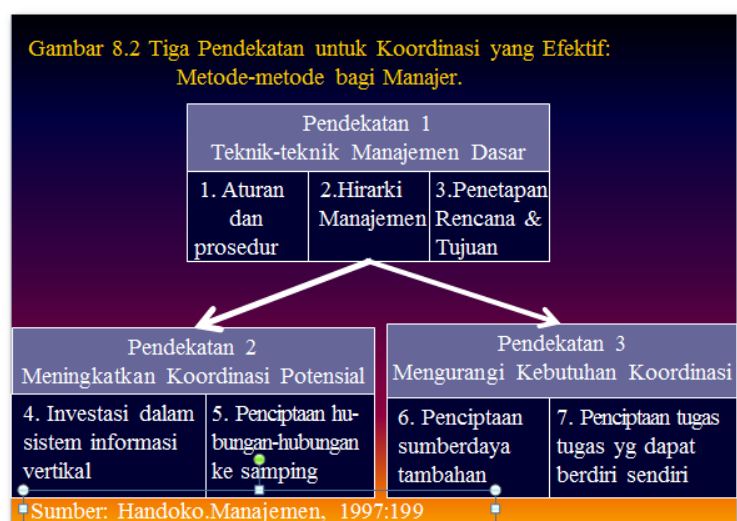 Gambar 8.2 Tiga Pendekatan untuk Koordinasi yang Efektif:
Metode-metode bagi Manajer.
Pendekatan 1
Teknik-teknik Manajemen Dasar
1. Aturan
dan
prosedur
2.Hirarki
Manajemen
3.Penetapan
Rencana &
Tujuan
Pendekatan 2
Meningkatkan Koordinasi Potensial
4. Investasi dalam
sistem informasi
vertikal
5. Penciptaan hu-
bungan-hubungan
ke samping
Pendekatan 3
Mengurangi Kebutuhan Koordinasi
6. Penciptaan
sumberdaya
tambahan
7. Penciptaan tugas
tugas yg dapat
berdiri sendiri
Sumber: Handoko.Manajemen, 1997:199